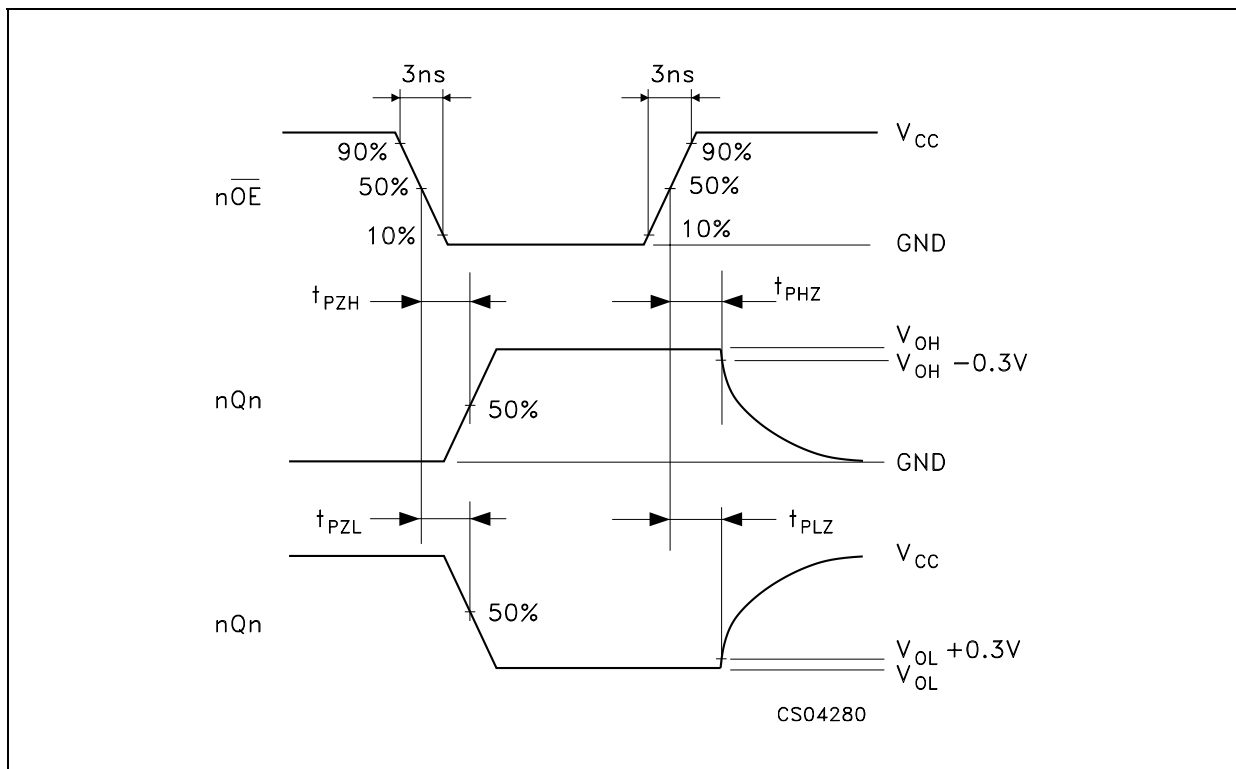 3ns 3ns
V_CC
90% 90%
nO̅E̅ 50% 50%
10% 10%
GND
t_PZH t_PHZ
V_OH
V_OH −0.3V
nQn 50%
GND
t_PZL t_PLZ
V_CC
nQn 50%
V_OL +0.3V
V_OL
CS04280